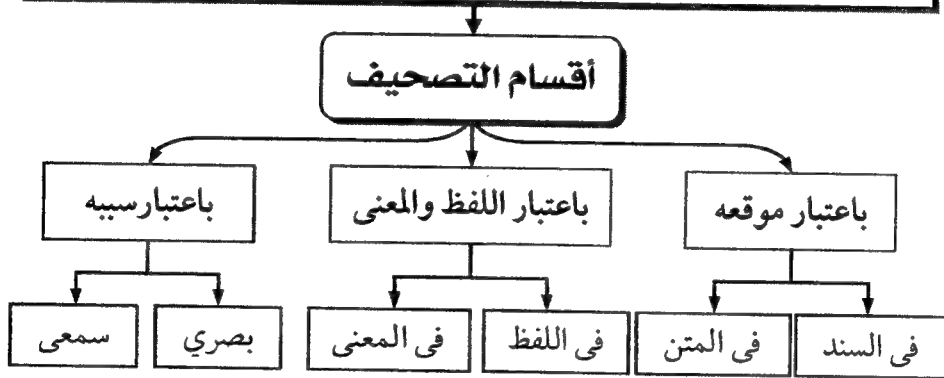 أقسام التصحيف
باعتبار موقعه
باعتبار اللفظ والمعنى
باعتبار سببه
فى السند
فى المتن
فى اللفظ
فى المعنى
بصري
سمعى